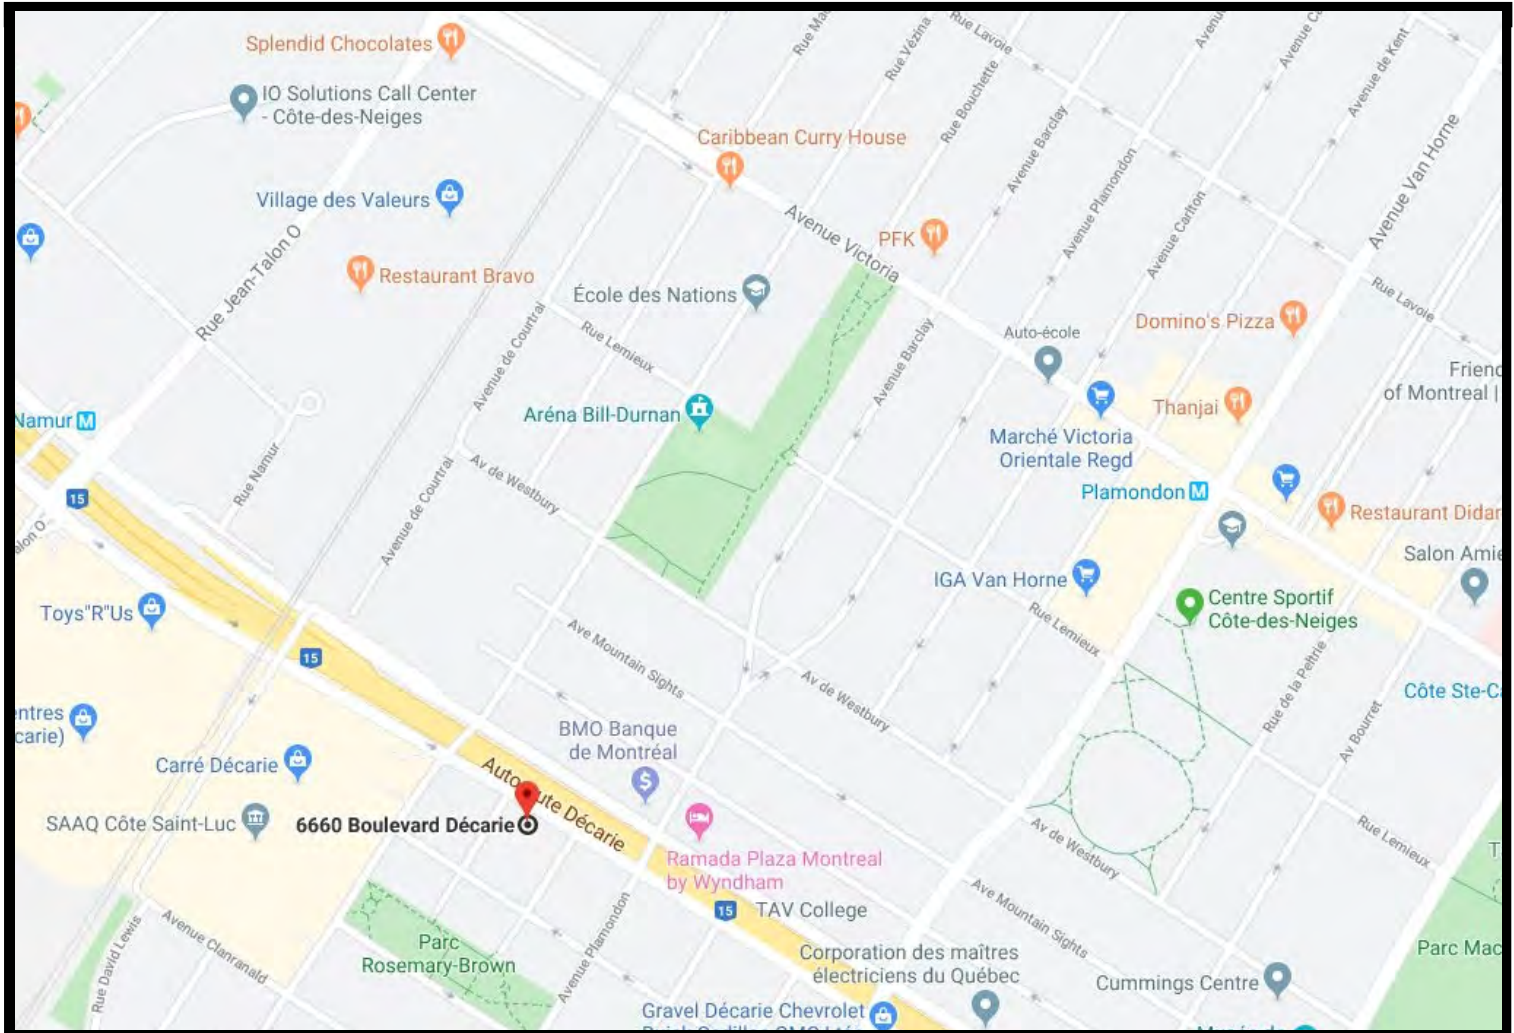 Splendid Chocolates
IO Solutions Call Center
- Côte-des-Neiges
Rue Vézina
Rue Lavoie
Rue Bouchette
Avenue de Kent
Caribbean Curry House
Avenue Barclay
Avenue Plamondon
Avenue Carlton
Avenue Van Horne
Village des Valeurs
Avenue Victoria
PFK
Rue Jean-Talon O
Restaurant Bravo
École des Nations
Rue Lavoie
Domino's Pizza
Auto-école
Rue Lemieux
Avenue de Courtrai
Avenue Barclay
Friend
of Montreal |
Thanjai
Aréna Bill-Durnan
Namur M
Marché Victoria
Orientale Regd
Plamondon M
Rue Namur
Av de Westbury
Avenue de Courtrai
15
Restaurant Didar
Salon Amie
IGA Van Horne
Centre Sportif
Côte-des-Neiges
Toys"R"Us
Rue Lemieux
Ave Mountain Sights
15
Av de Westbury
Rue de la Peltrie
Av Bourret
Côte Ste-Ca
entres
carie)
BMO Banque
de Montréal
Carré Décarie
Autoroute Décarie
SAAQ Côte Saint-Luc
6660 Boulevard Décarie
Rue Lemieux
Av de Westbury
Ramada Plaza Montreal
by Wyndham
15
TAV College
Ave Mountain Sights
Avenue Clanranald
Rue David Lewis
Parc
Rosemary-Brown
Avenue Plamondon
Corporation des maîtres
électriciens du Québec
Parc Mac
Cummings Centre
Gravel Décarie Chevrolet